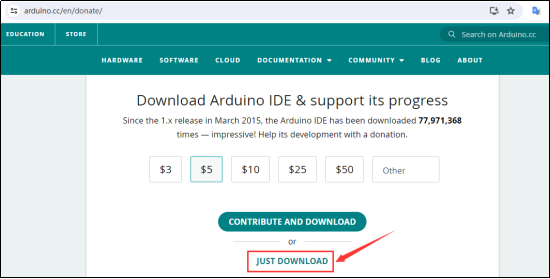 arduino.cc/en/donate/
EDUCATION STORE Search on Arduino.cc
HARDWARE SOFTWARE CLOUD DOCUMENTATION COMMUNITY BLOG ABOUT
Download Arduino IDE & support its progress
Since the 1.x release in March 2015, the Arduino IDE has been downloaded 77,971,368
times — impressive! Help its development with a donation.
$3 $5 $10 $25 $50 Other
CONTRIBUTE AND DOWNLOAD
or
JUST DOWNLOAD